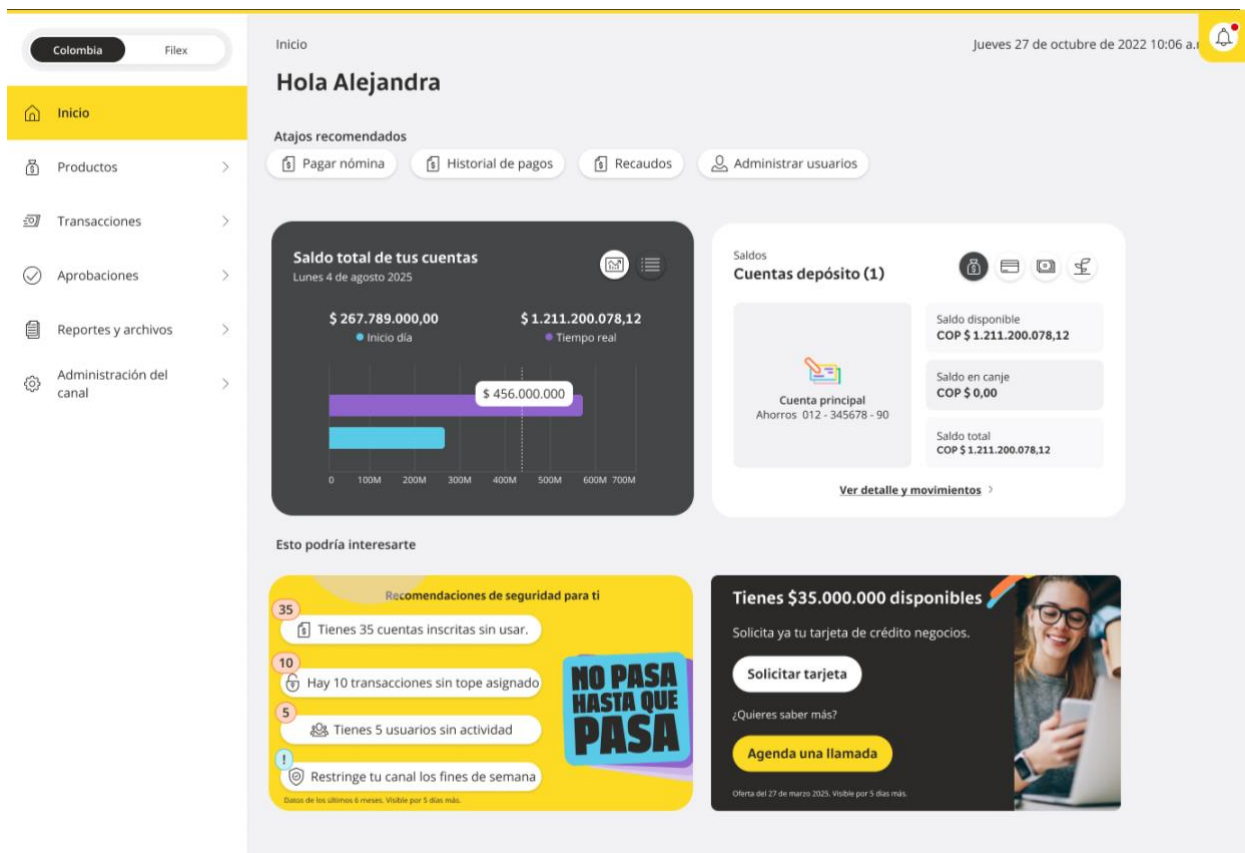 Colombia
Filex
Inicio
Productos
Transacciones
Aprobaciones
Reportes y archivos
Administración del
canal
Inicio
Jueves 27 de octubre de 2022 10:06
Hola Alejandra
Atajos recomendados
Pagar nómina
Historial de pagos
Recaudos
Administrar usuarios
Saldo total de tus cuentas
Lunes 4 de agosto 2025
$ 267.789.000,00
Inicio día
$ 1.211.200.078,12
Tiempo real
$ 456.000.000
0 100M 200M 300M 400M 500M 600M 700M
Saldos
Cuentas depósito (1)
Cuenta principal
Ahorros 012 - 345678 - 90
Saldo disponible
COP $ 1.211.200.078,12
Saldo en canje
COP $ 0,00
Saldo total
COP $ 1.211.200.078,12
Ver detalle y movimientos
Esto podría interesarte
Recomendaciones de seguridad para ti
35
Tienes 35 cuentas inscritas sin usar.
10
Hay 10 transacciones sin tope asignado
5
Tienes 5 usuarios sin actividad
!
Restringe tu canal los fines de semana
Datos de los últimos 6 meses. Visible por 5 días más.
NO PASA
HASTA QUE
PASA
Tienes $35.000.000 disponibles
Solicita ya tu tarjeta de crédito negocios.
Solicitar tarjeta
¿Quieres saber más?
Agenda una llamada
Oferta del 27 de marzo 2025. Visible por 5 días más.